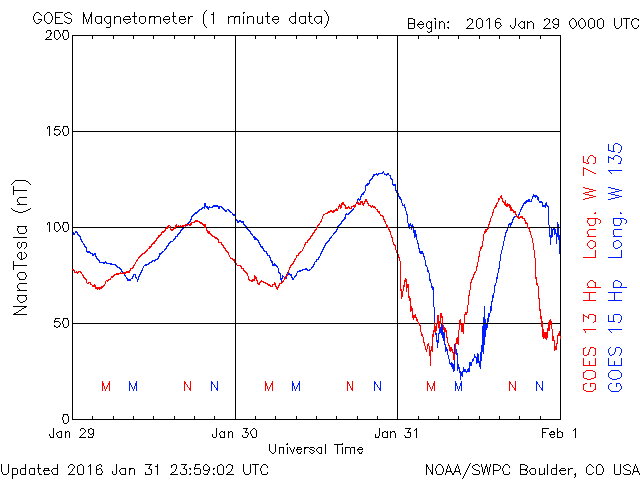 GOES Magnetometer (1 minute data)
Begin: 2016 Jan 29 0000 UTC
200
150
100
50
0
NanoTesla (nT)
M M N N M M N N M M N N
Jan 29 Jan 30 Jan 31 Feb 1
Universal Time
GOES 13 Hp Long. W 75
GOES 15 Hp Long. W 135
Updated 2016 Jan 31 23:59:02 UTC
NOAA/SWPC Boulder, CO USA